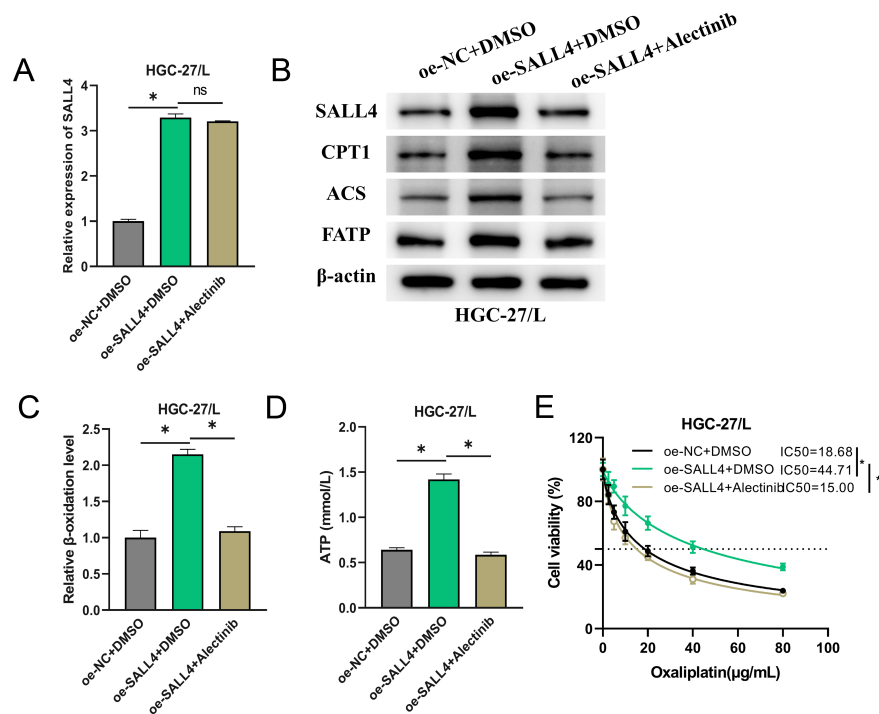 A
HGC-27/L
Relative expression of SALL4
4
3
2
1
0
*
ns
oe-NC+DMSO
oe-SALL4+DMSO
oe-SALL4+Alectinib
B
oe-NC+DMSO
oe-SALL4+DMSO
oe-SALL4+Alectinib
SALL4
CPT1
ACS
FATP
β-actin
HGC-27/L
C
HGC-27/L
Relative β-oxidation level
2.5
2.0
1.5
1.0
0.5
0.0
*
*
oe-NC+DMSO
oe-SALL4+DMSO
oe-SALL4+Alectinib
D
HGC-27/L
ATP (mmol/L)
2.0
1.5
1.0
0.5
0.0
*
*
oe-NC+DMSO
oe-SALL4+DMSO
oe-SALL4+Alectinib
E
HGC-27/L
oe-NC+DMSO IC50=18.68
oe-SALL4+DMSO IC50=44.71
oe-SALL4+Alectinib IC50=15.00
*
*
Cell viability (%)
120
80
40
0
0 20 40 60 80 100
Oxaliplatin(μg/mL)